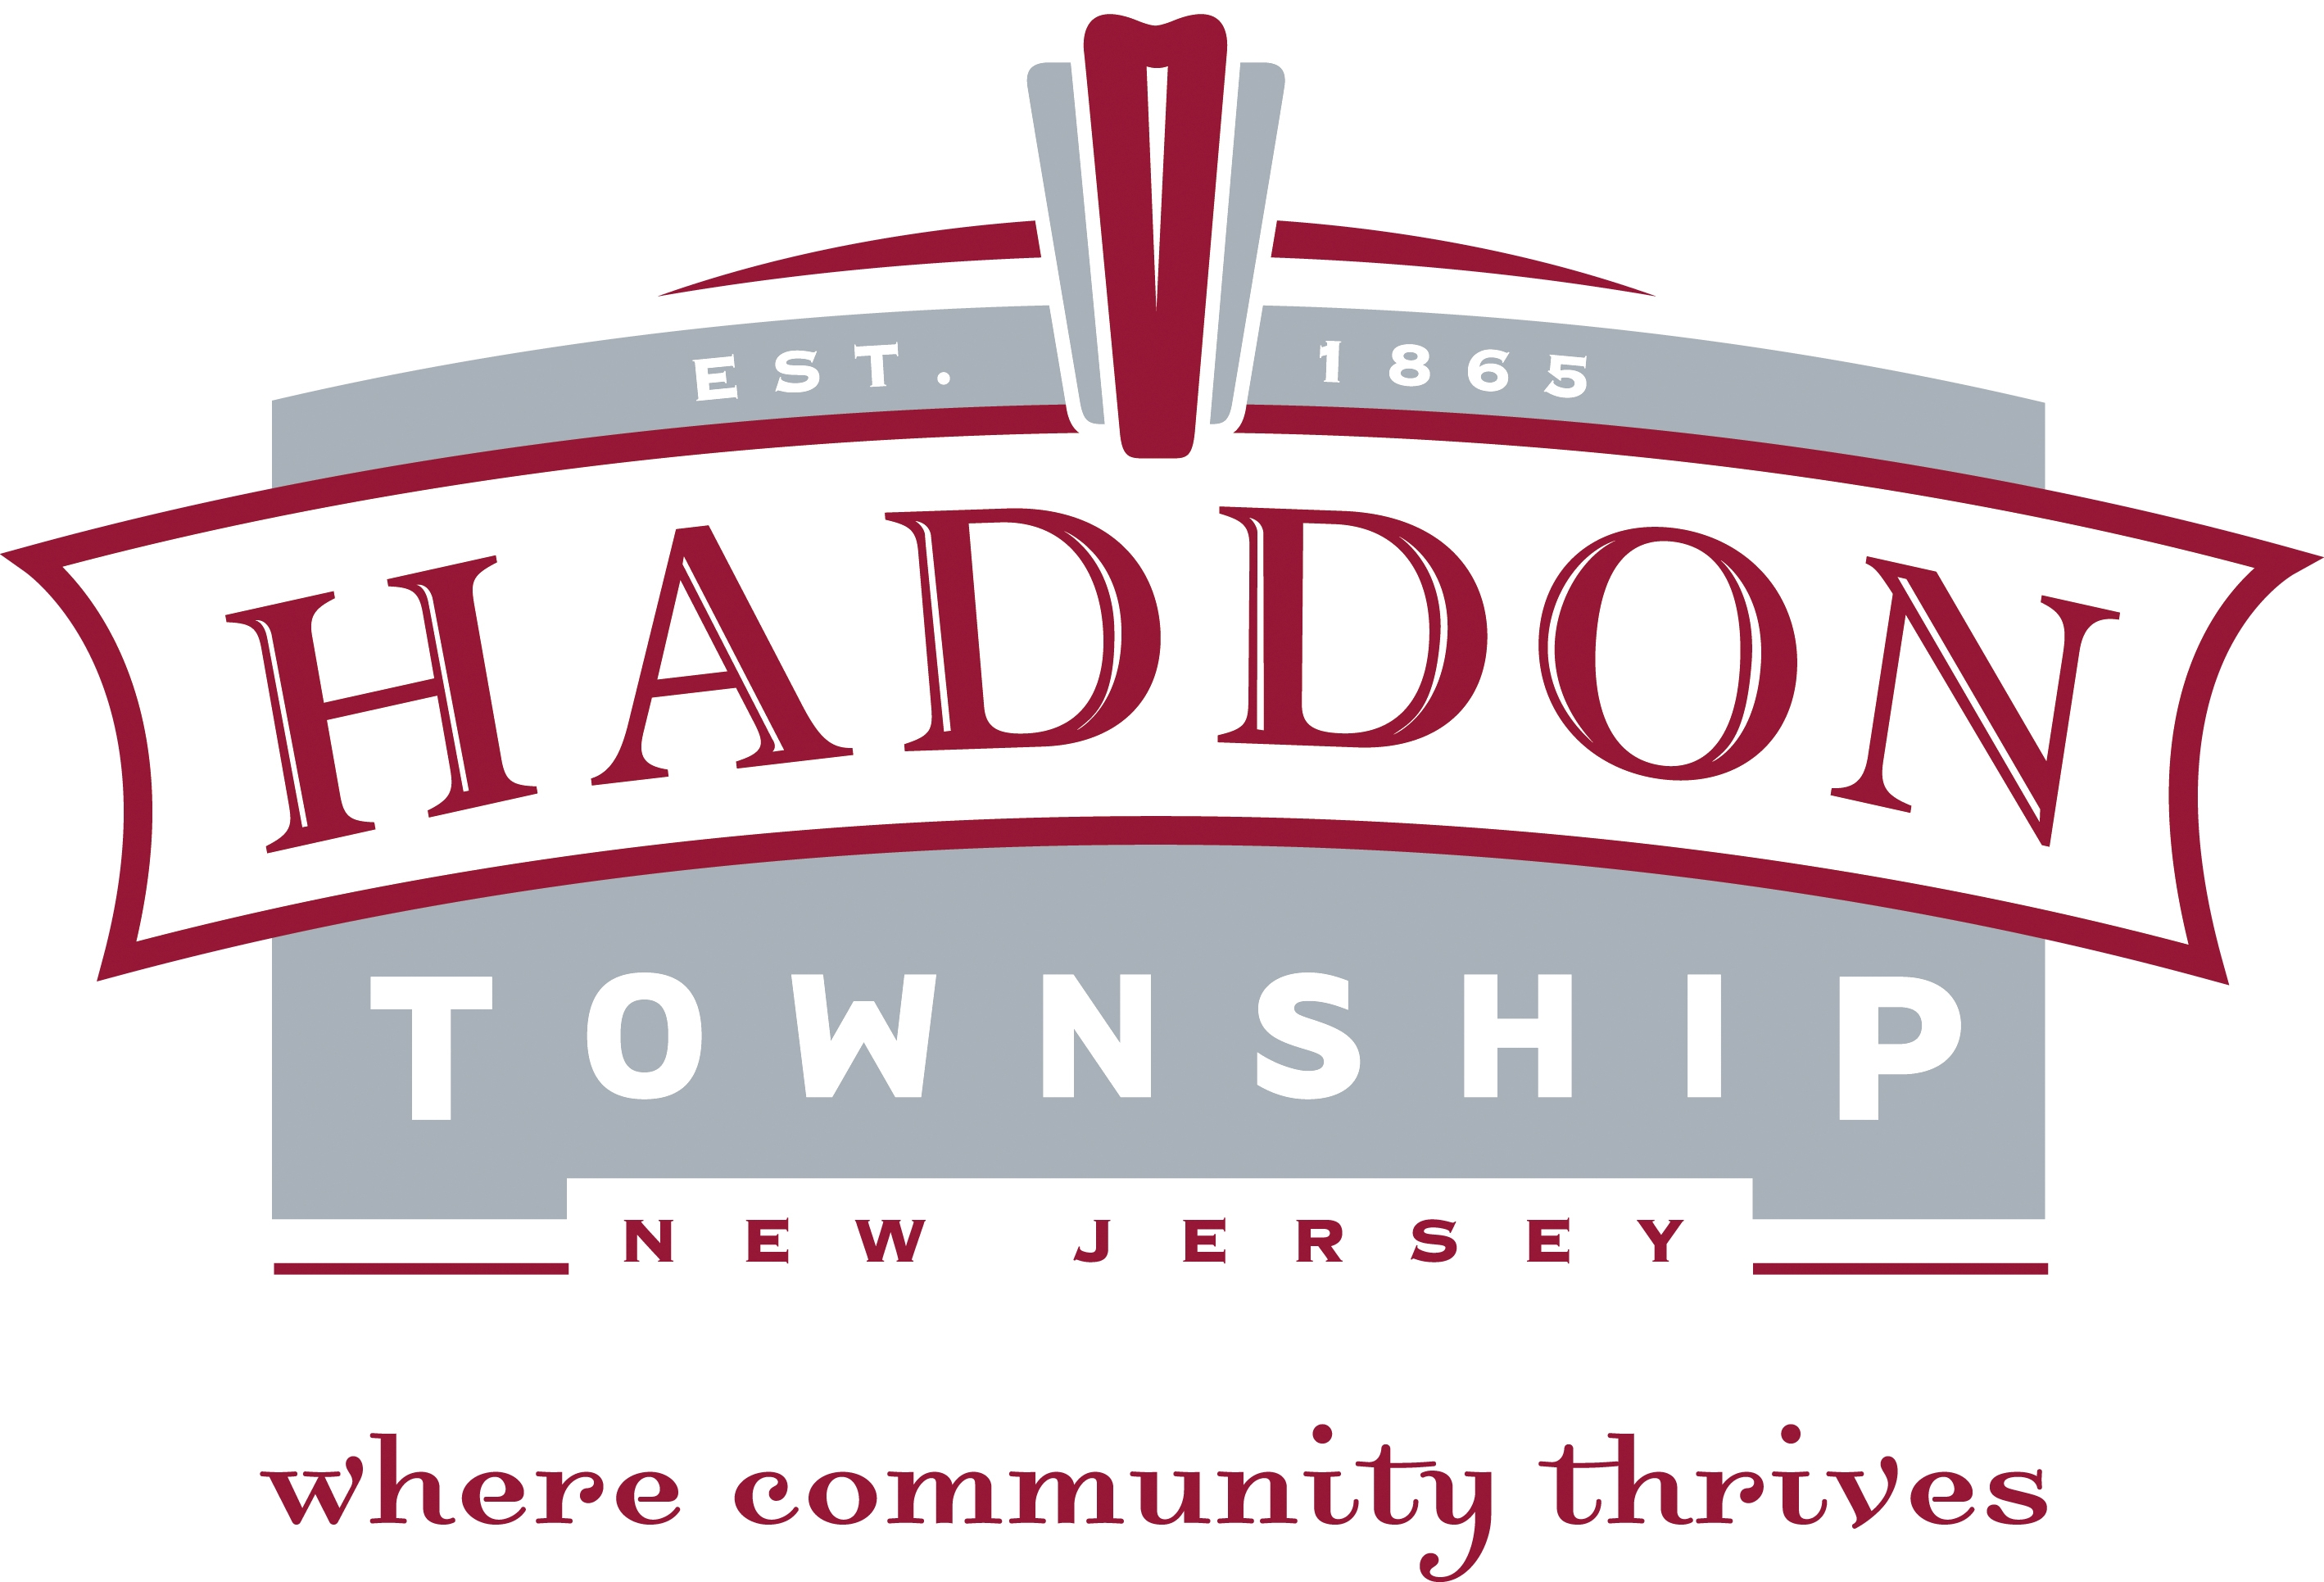 EST. 1865
HADDON
TOWNSHIP
NEW JERSEY
where community thrives